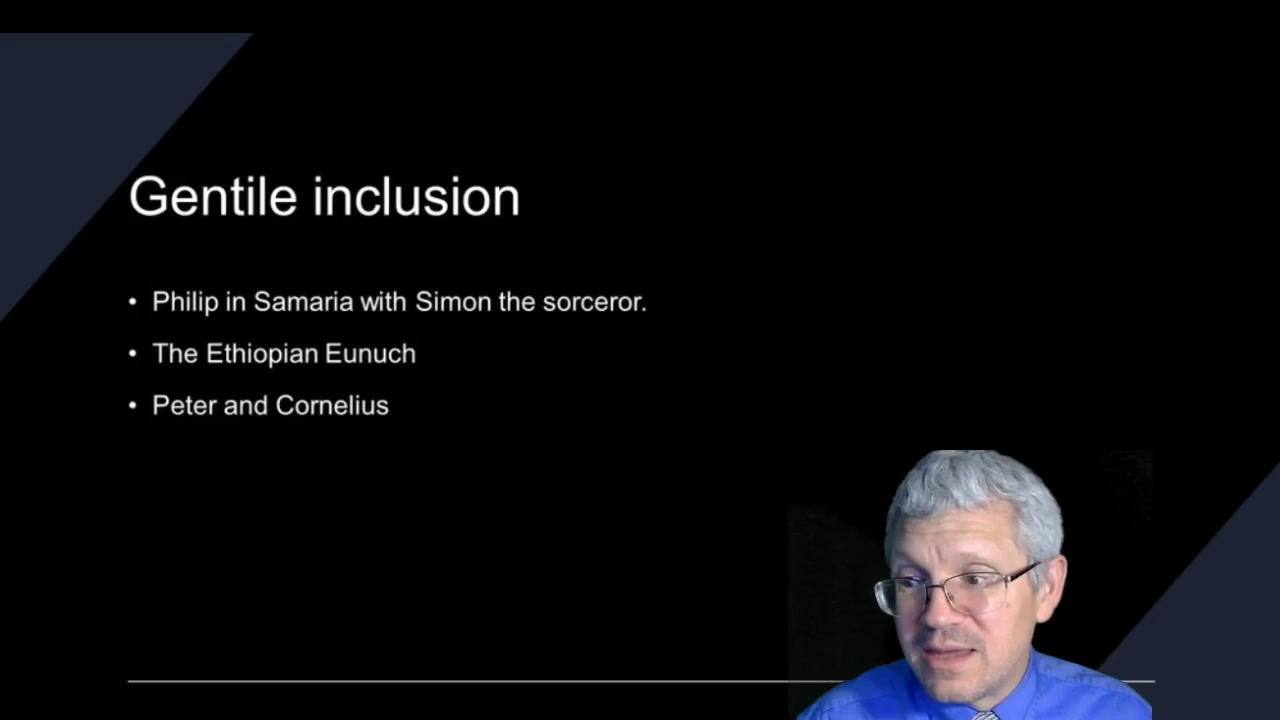 Gentile inclusion
• Philip in Samaria with Simon the sorceror.
• The Ethiopian Eunuch
• Peter and Cornelius